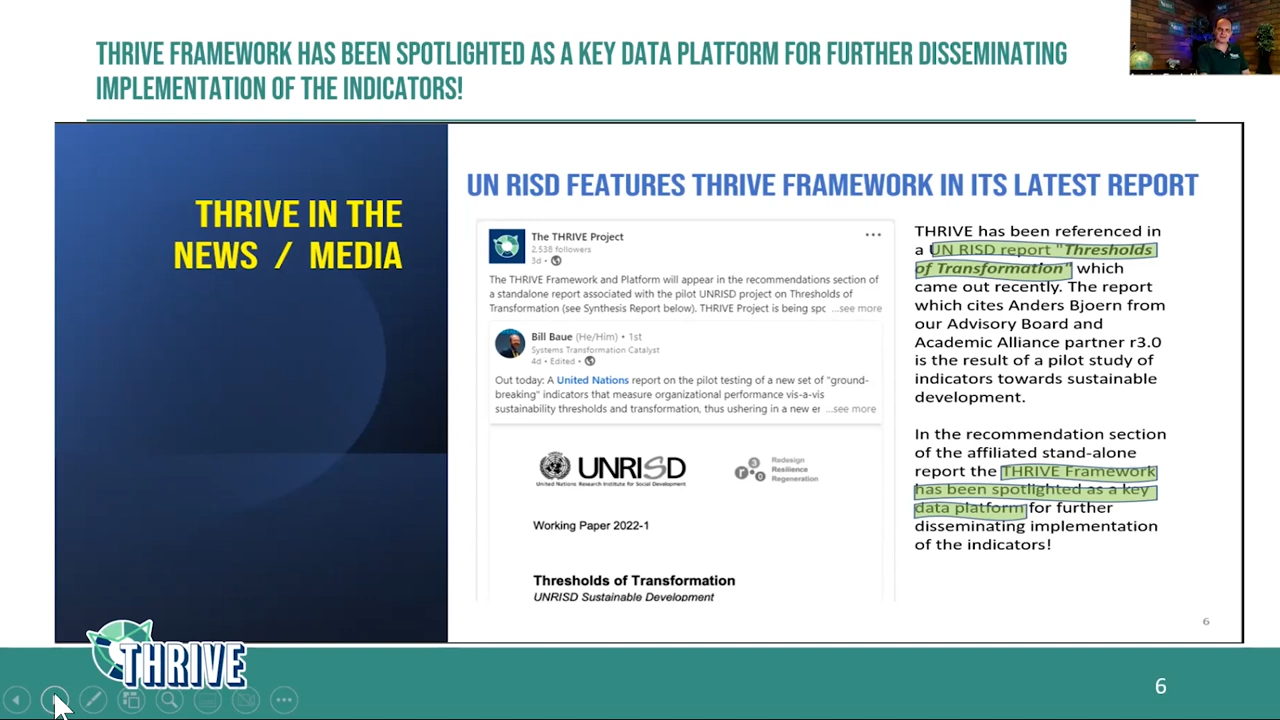 THRIVE FRAMEWORK HAS BEEN SPOTLIGHTED AS A KEY DATA PLATFORM FOR FURTHER DISSEMINATING
IMPLEMENTATION OF THE INDICATORS!
THRIVE IN THE
NEWS / MEDIA
UN RISD FEATURES THRIVE FRAMEWORK IN ITS LATEST REPORT
The THRIVE Project
2,538 followers
3d •
The THRIVE Framework and Platform will appear in the recommendations section of
a standalone report associated with the pilot UNRISD project on Thresholds of
Transformation (see Synthesis Report below). THRIVE Project is being spc ...see more
Bill Baue (He/Him) • 1st
Systems Transformation Catalyst
4d • Edited •
Out today: A United Nations report on the pilot testing of a new set of "ground-
breaking" indicators that measure organizational performance vis-a-vis
sustainability thresholds and transformation, thus ushering in a new er ...see more
UNRISD
United Nations Research Institute for Social Development
r3.0
Redesign
Resilience
Regeneration
Working Paper 2022-1
Thresholds of Transformation
UNRISD Sustainable Development
THRIVE has been referenced in
a UN RISD report "Thresholds
of Transformation" which
came out recently. The report
which cites Anders Bjoern from
our Advisory Board and
Academic Alliance partner r3.0
is the result of a pilot study of
indicators towards sustainable
development.
In the recommendation section
of the affiliated stand-alone
report the THRIVE Framework
has been spotlighted as a key
data platform for further
disseminating implementation
of the indicators!
6
THRIVE
6